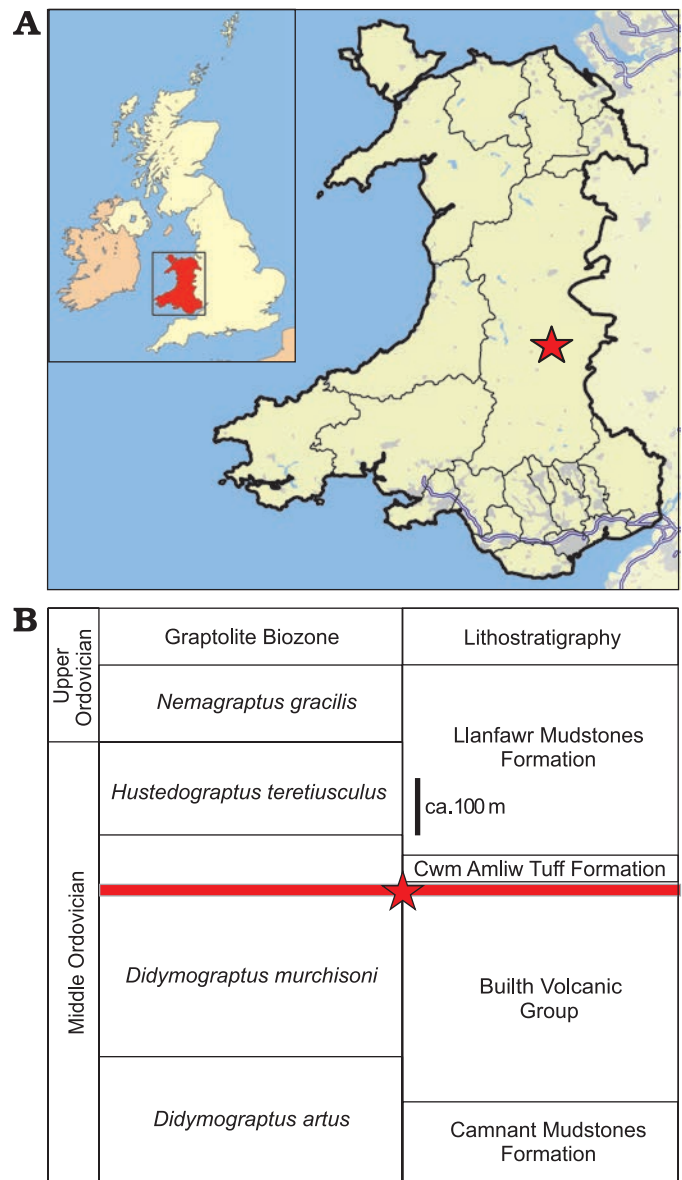 A
B
Graptolite Biozone
Lithostratigraphy
Upper
Ordovician
Nemagraptus gracilis
Llanfawr Mudstones
Formation
Middle Ordovician
Hustedograptus teretiusculus
ca.100 m
Cwm Amliw Tuff Formation
Didymograptus murchisoni
Builth Volcanic
Group
Didymograptus artus
Camnant Mudstones
Formation